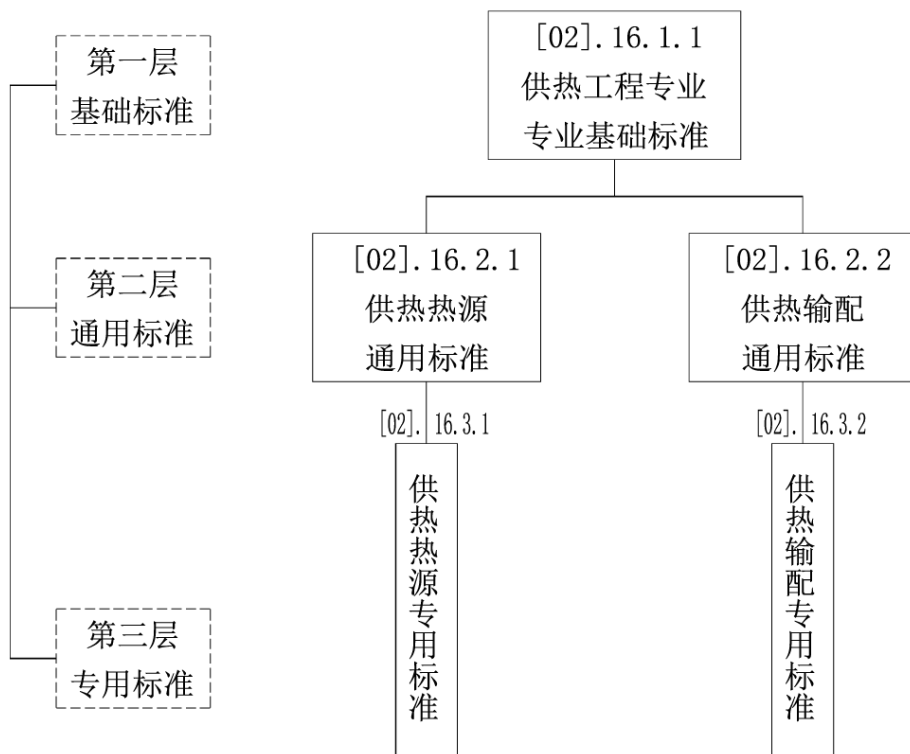 第一层
基础标准
[02].16.1.1
供热工程专业
专业基础标准
第二层
通用标准
[02].16.2.1
供热热源
通用标准
[02].16.2.2
供热输配
通用标准
[02].16.3.1
[02].16.3.2
第三层
专用标准
供热热源专用标准
供热输配专用标准